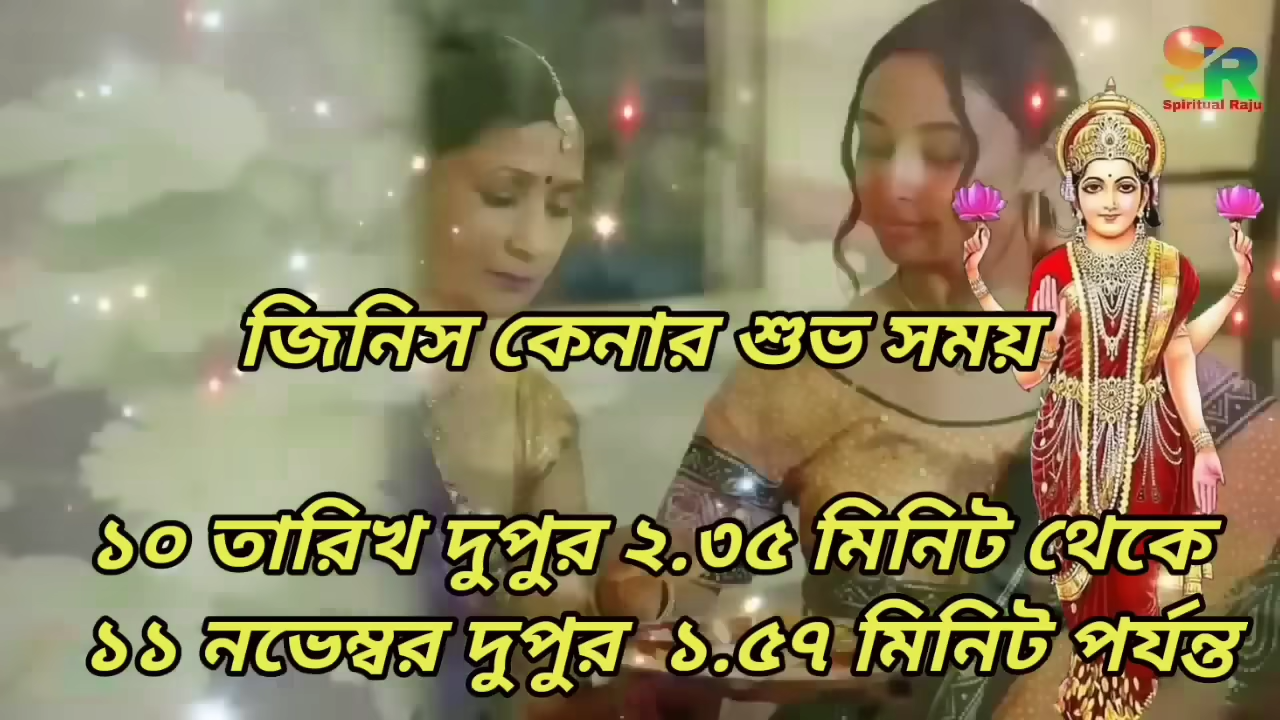 SR
Spiritual Raju
জিনিস কেনার শুভ সময়
১০ তারিখ দুপুর ২.৩৫ মিনিট থেকে
১১ নভেম্বর দুপুর ১.৫৭ মিনিট পর্যন্ত